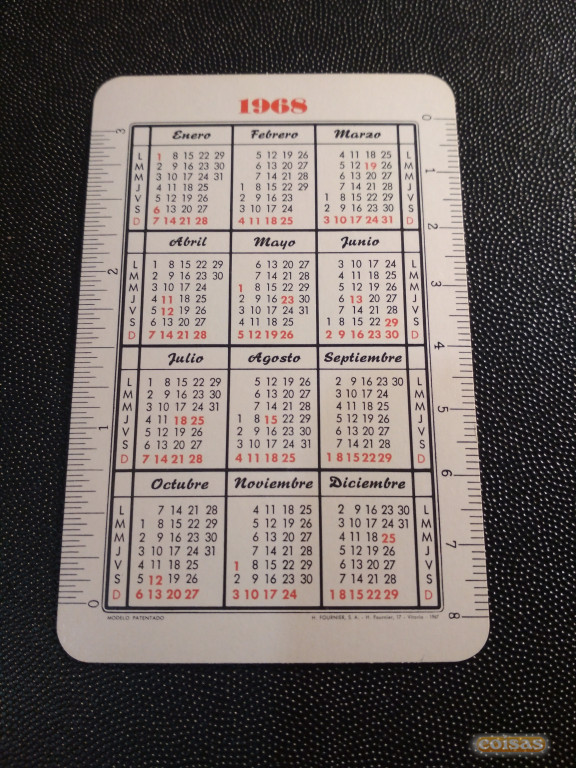 1968
0
3
Enero Febrero Marzo
L 1 8 15 22 29 5 12 19 26 4 11 18 25 L
M 2 9 16 23 30 6 13 20 27 5 12 19 26 M
1
M 3 10 17 24 31 7 14 21 28 6 13 20 27 M
J 4 11 18 25 1 8 15 22 29 7 14 21 28 J
V 5 12 19 26 2 9 16 23 1 8 15 22 29 V
S 6 13 20 27 3 10 17 24 2 9 16 23 30 S
D 7 14 21 28 4 11 18 25 3 10 17 24 31 D
2
Abril Mayo Junio
L 1 8 15 22 29 6 13 20 27 3 10 17 24 L
2
M 2 9 16 23 30 7 14 21 28 4 11 18 25 M
M 3 10 17 24 1 8 15 22 29 5 12 19 26 M
3
J 4 11 18 25 2 9 16 23 30 6 13 20 27 J
V 5 12 19 26 3 10 17 24 31 7 14 21 28 V
S 6 13 20 27 4 11 18 25 1 8 15 22 29 S
D 7 14 21 28 5 12 19 26 2 9 16 23 30 D
4
Julio Agosto Septiembre
L 1 8 15 22 29 5 12 19 26 2 9 16 23 30 L
M 2 9 16 23 30 6 13 20 27 3 10 17 24 M
M 3 10 17 24 31 7 14 21 28 4 11 18 25 M
5
J 4 11 18 25 1 8 15 22 29 5 12 19 26 J
1
V 5 12 19 26 2 9 16 23 30 6 13 20 27 V
S 6 13 20 27 3 10 17 24 31 7 14 21 28 S
D 7 14 21 28 4 11 18 25 1 8 15 22 29 D
6
Octubre Noviembre Diciembre
L 7 14 21 28 4 11 18 25 2 9 16 23 30 L
M 1 8 15 22 29 5 12 19 26 3 10 17 24 31 M
M 2 9 16 23 30 6 13 20 27 4 11 18 25 M
7
J 3 10 17 24 31 7 14 21 28 5 12 19 26 J
V 4 11 18 25 1 8 15 22 29 6 13 20 27 V
S 5 12 19 26 2 9 16 23 30 7 14 21 28 S
D 6 13 20 27 3 10 17 24 1 8 15 22 29 D
0
8
MODELO PATENTADO H. FOURNIER, S. A. - H. Fournier, 17 - Vitoria - 1967
coisas